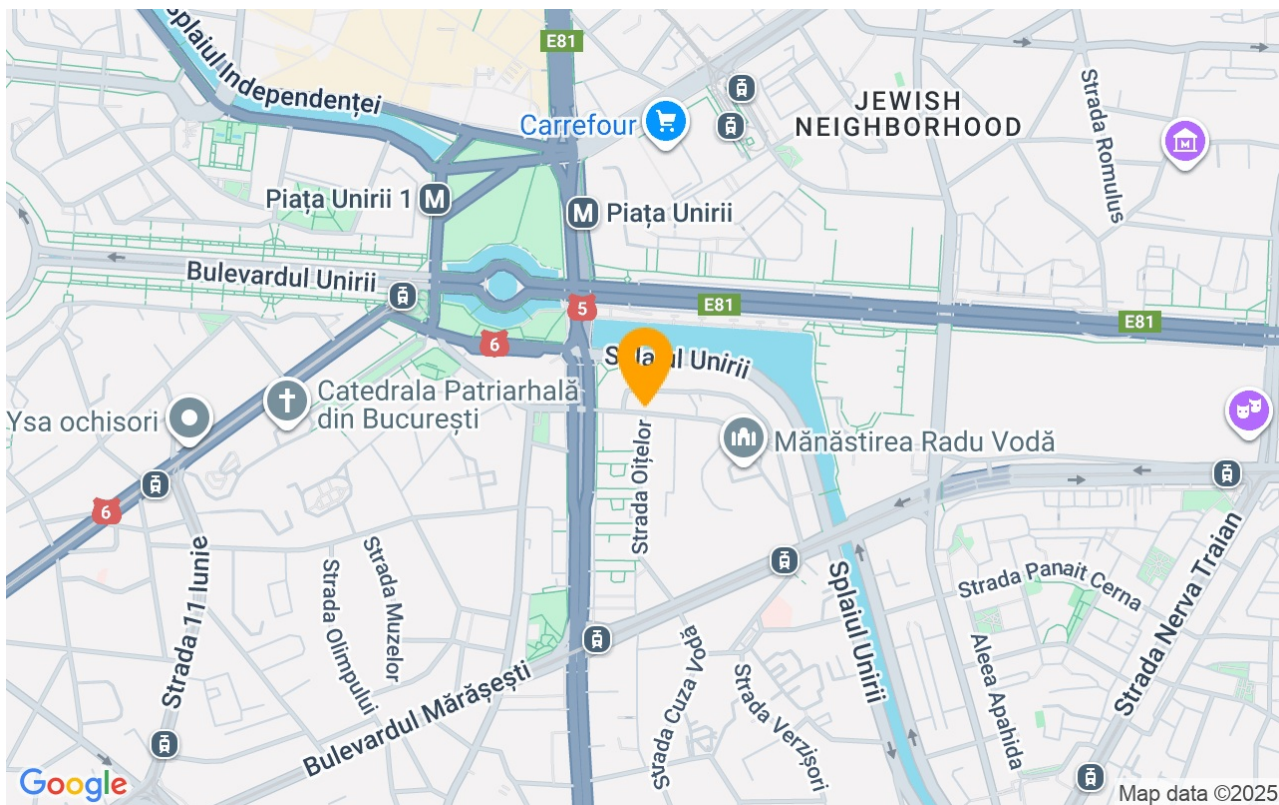 Splaiul Independenței
E81
Carrefour
JEWISH
NEIGHBORHOOD
Strada Romulus
M
Piața Unirii 1
M
M
Piața Unirii
Bulevardul Unirii
5
E81
E81
6
Splaiul Unirii
Ysa ochisori
Catedrala Patriarhală
din București
Strada Oițelor
Mănăstirea Radu Vodă
6
Strada 11 Iunie
Strada Muzelor
Strada Olimpului
Bulevardul Mărășești
Strada Cuza Vodă
Strada Verzișori
Splaiul Unirii
Strada Panait Cerna
Aleea Apahida
Strada Nerva Traian
Google
Map data ©2025